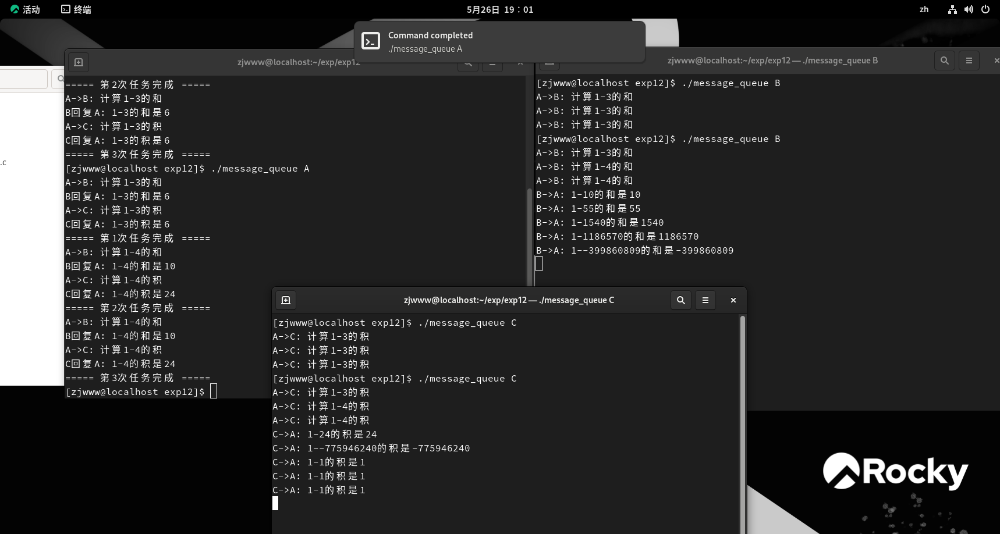 活动
终端
5月26日 19：01
zh
Command completed
./message_queue A
.c
zjwww@localhost:~/exp/exp12
===== 第2次任务完成 =====
A->B: 计算1-3的和
B回复A: 1-3的和是6
A->C: 计算1-3的积
C回复A: 1-3的积是6
===== 第3次任务完成 =====
[zjwww@localhost exp12]$ ./message_queue A
A->B: 计算1-3的和
B回复A: 1-3的和是6
A->C: 计算1-3的积
C回复A: 1-3的积是6
===== 第1次任务完成 =====
A->B: 计算1-4的和
B回复A: 1-4的和是10
A->C: 计算1-4的积
C回复A: 1-4的积是24
===== 第2次任务完成 =====
A->B: 计算1-4的和
B回复A: 1-4的和是10
A->C: 计算1-4的积
C回复A: 1-4的积是24
===== 第3次任务完成 =====
[zjwww@localhost exp12]$
zjwww@localhost:~/exp/exp12 — ./message_queue B
[zjwww@localhost exp12]$ ./message_queue B
A->B: 计算1-3的和
A->B: 计算1-3的和
A->B: 计算1-3的和
[zjwww@localhost exp12]$ ./message_queue B
A->B: 计算1-3的和
A->B: 计算1-4的和
A->B: 计算1-4的和
B->A: 1-10的和是10
B->A: 1-55的和是55
B->A: 1-1540的和是1540
B->A: 1-1186570的和是1186570
B->A: 1--399860809的和是-399860809
zjwww@localhost:~/exp/exp12 — ./message_queue C
[zjwww@localhost exp12]$ ./message_queue C
A->C: 计算1-3的积
A->C: 计算1-3的积
A->C: 计算1-3的积
[zjwww@localhost exp12]$ ./message_queue C
A->C: 计算1-3的积
A->C: 计算1-4的积
A->C: 计算1-4的积
C->A: 1-24的积是24
C->A: 1--775946240的积是-775946240
C->A: 1-1的积是1
C->A: 1-1的积是1
C->A: 1-1的积是1
Rocky